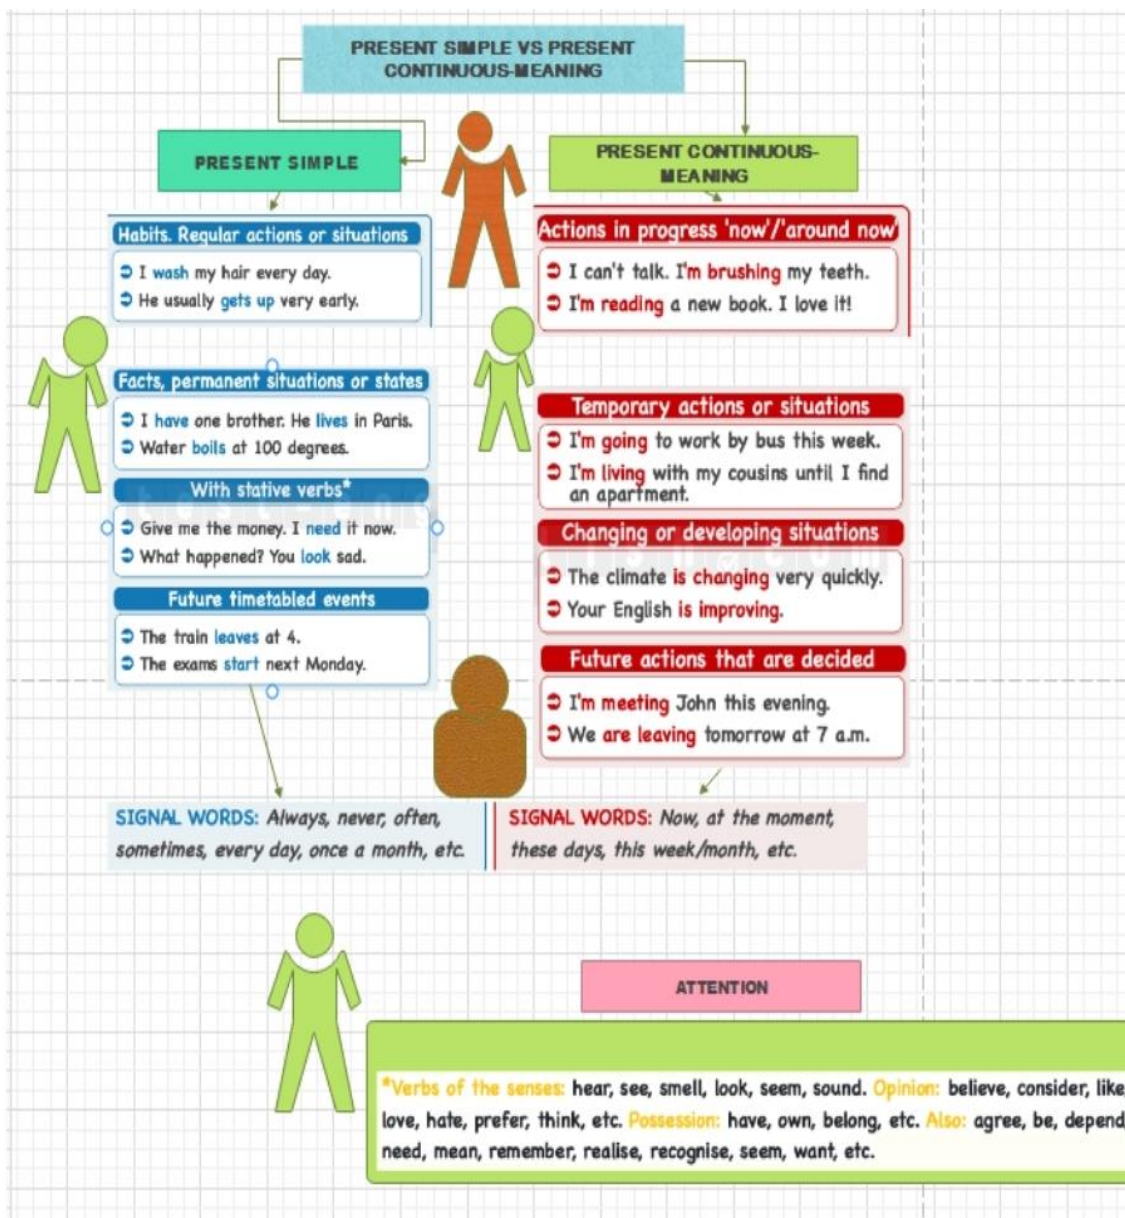 PRESENT SIMPLE VS PRESENT
CONTINUOUS-MEANING
PRESENT SIMPLE
Habits. Regular actions or situations
I wash my hair every day.
He usually gets up very early.
Facts, permanent situations or states
I have one brother. He lives in Paris.
Water boils at 100 degrees.
With stative verbs*
Give me the money. I need it now.
What happened? You look sad.
Future timetabled events
The train leaves at 4.
The exams start next Monday.
SIGNAL WORDS: Always, never, often,
sometimes, every day, once a month, etc.
PRESENT CONTINUOUS-
MEANING
Actions in progress 'now'/'around now'
I can't talk. I'm brushing my teeth.
I'm reading a new book. I love it!
Temporary actions or situations
I'm going to work by bus this week.
I'm living with my cousins until I find
an apartment.
Changing or developing situations
The climate is changing very quickly.
Your English is improving.
Future actions that are decided
I'm meeting John this evening.
We are leaving tomorrow at 7 a.m.
SIGNAL WORDS: Now, at the moment,
these days, this week/month, etc.
ATTENTION
*Verbs of the senses: hear, see, smell, look, seem, sound. Opinion: believe, consider, like,
love, hate, prefer, think, etc. Possession: have, own, belong, etc. Also: agree, be, depend,
need, mean, remember, realise, recognise, seem, want, etc.